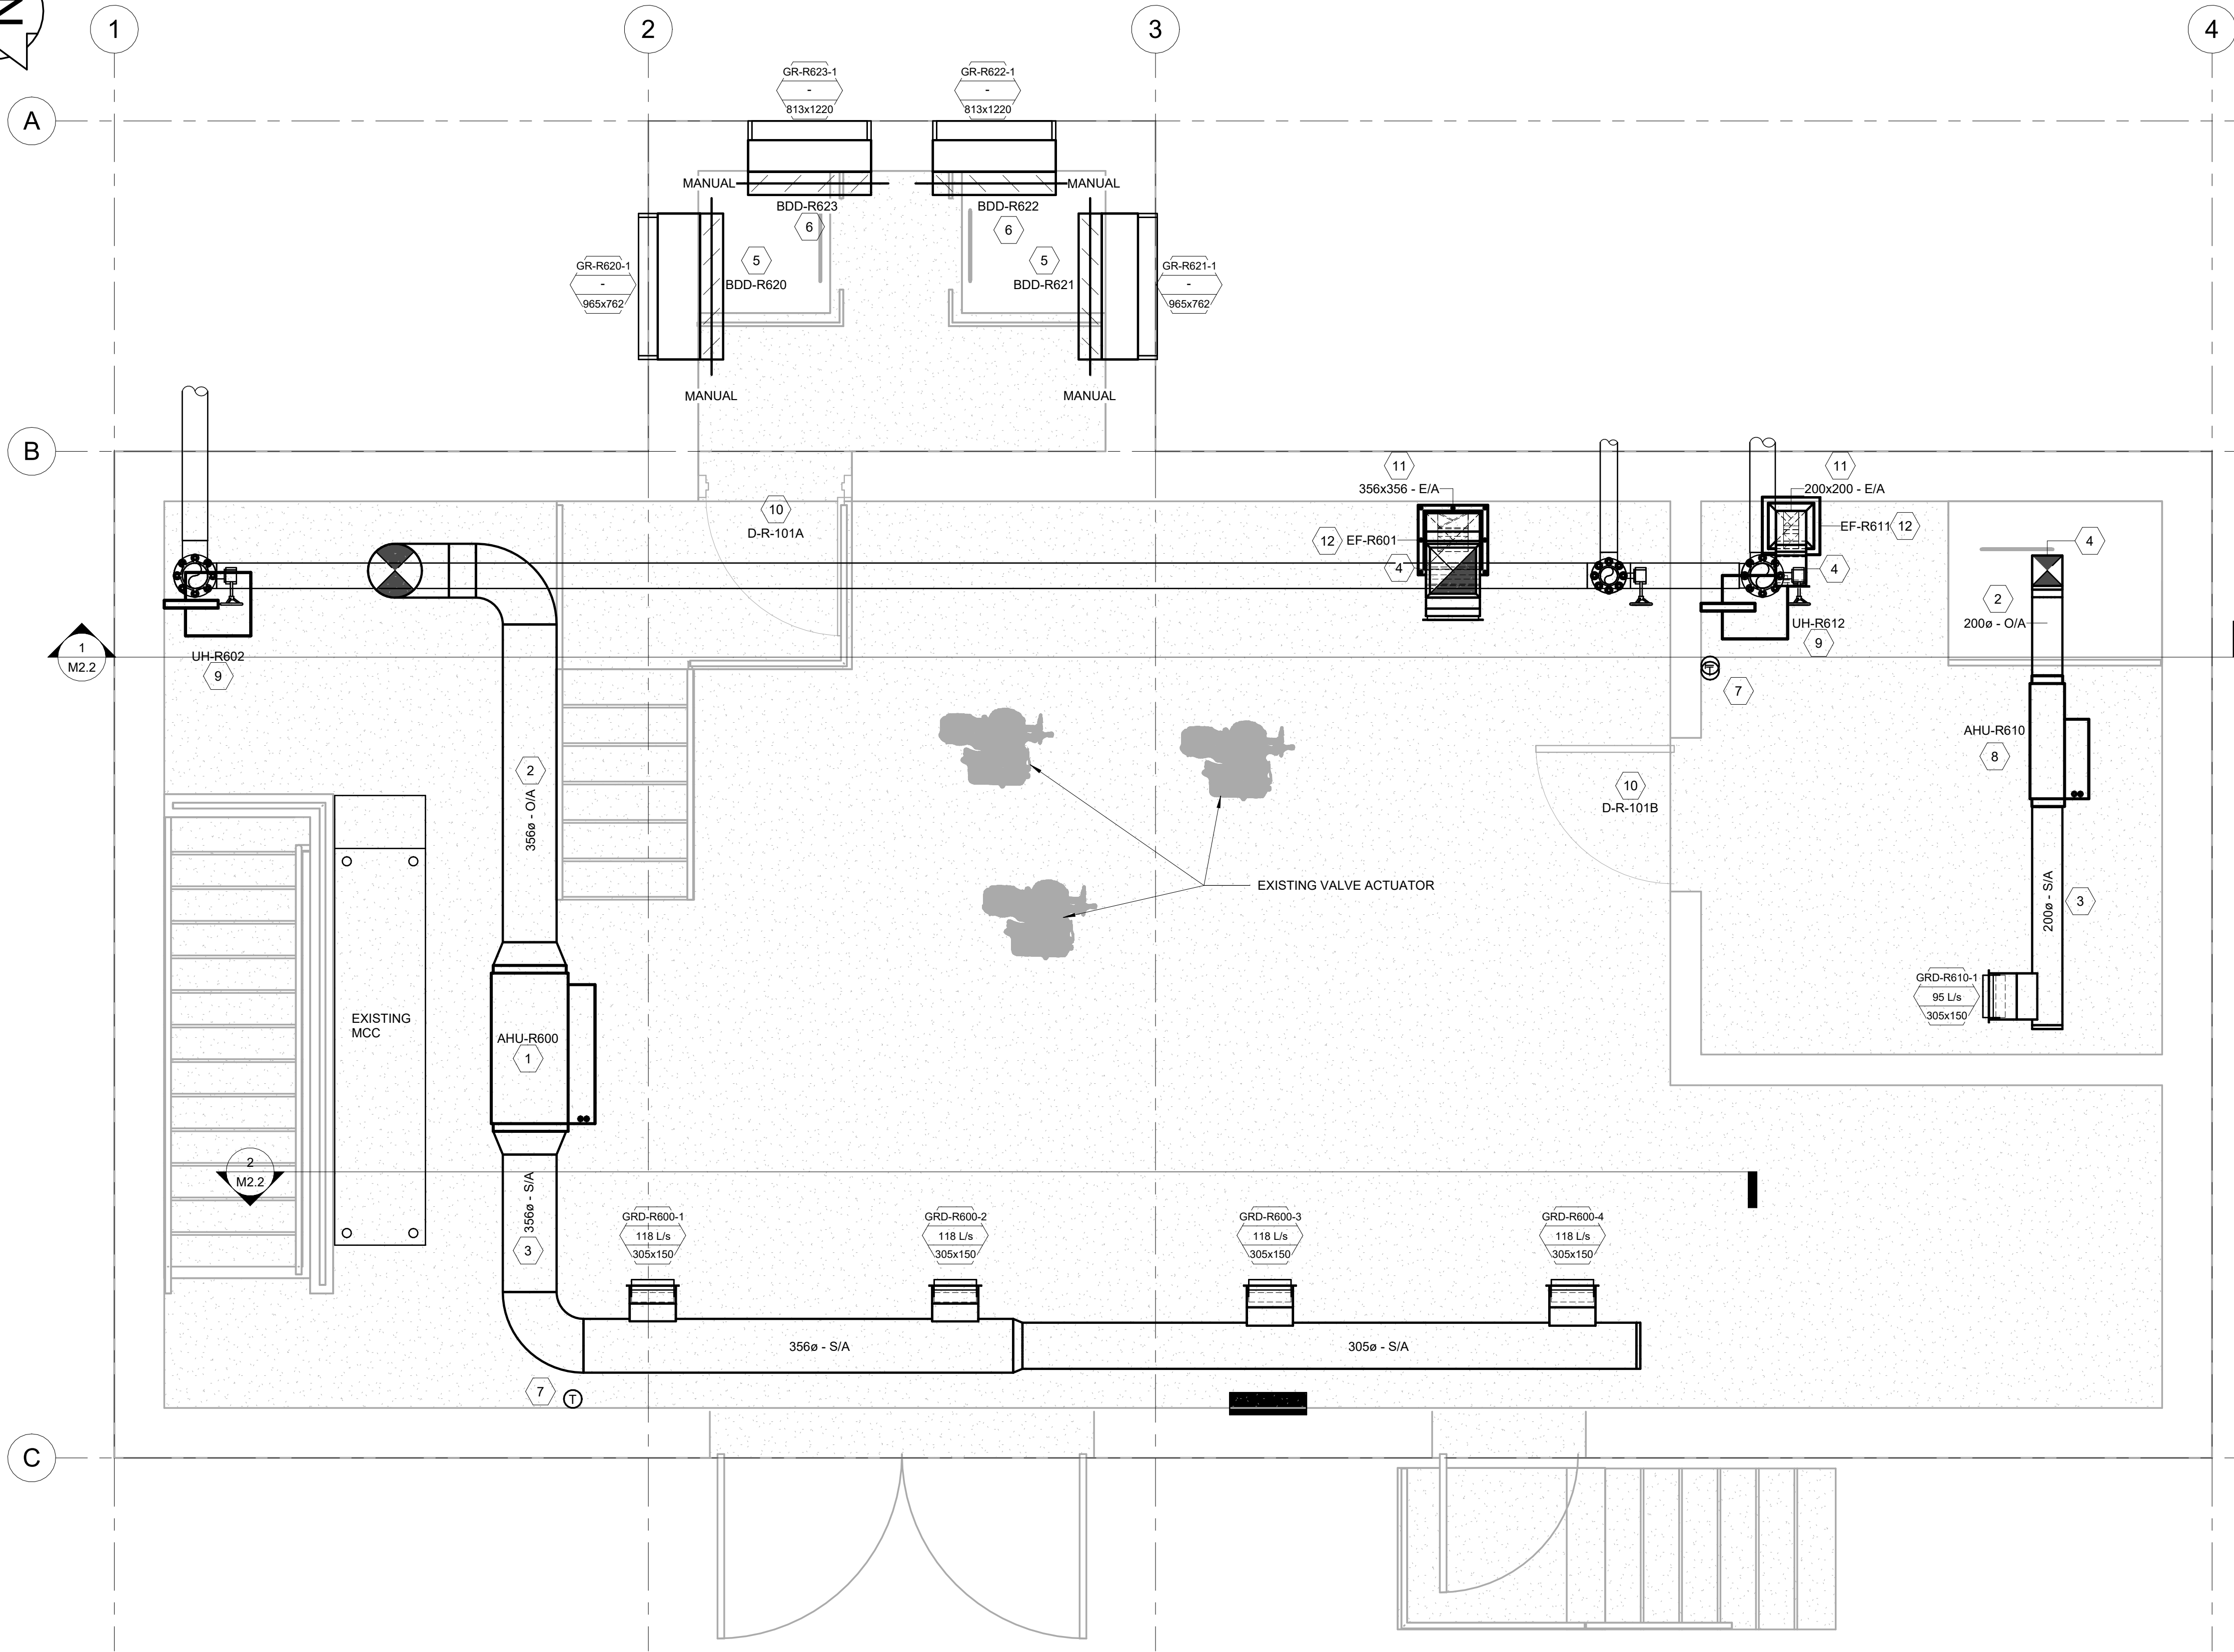 N
1
2
3
4
GR-R623-1
-
813x1220
GR-R622-1
-
813x1220
A
MANUAL
MANUAL
BDD-R623
BDD-R622
6
6
GR-R620-1
-
965x762
5
BDD-R620
5
BDD-R621
GR-R621-1
-
965x762
MANUAL
MANUAL
B
11
356x356 - E/A
11
200x200 - E/A
10
D-R-101A
12
EF-R601
EF-R611
12
4
4
4
2
200ø - O/A
UH-R602
9
UH-R612
9
1
M2.2
T
7
AHU-R610
8
2
356ø - O/A
10
D-R-101B
EXISTING VALVE ACTUATOR
200ø - S/A
3
GRD-R610-1
95 L/s
305x150
EXISTING
MCC
AHU-R600
1
2
M2.2
356ø - S/A
3
GRD-R600-1
118 L/s
305x150
GRD-R600-2
118 L/s
305x150
GRD-R600-3
118 L/s
305x150
GRD-R600-4
118 L/s
305x150
356ø - S/A
305ø - S/A
7
T
C